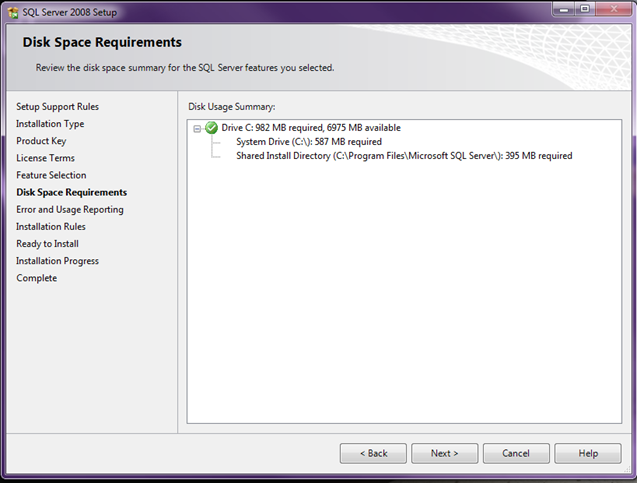 SQL Server 2008 Setup
Disk Space Requirements
Review the disk space summary for the SQL Server features you selected.
Setup Support Rules
Installation Type
Product Key
License Terms
Feature Selection
Disk Space Requirements
Error and Usage Reporting
Installation Rules
Ready to Install
Installation Progress
Complete
Disk Usage Summary:
Drive C: 982 MB required, 6975 MB available
System Drive (C:\): 587 MB required
Shared Install Directory (C:\Program Files\Microsoft SQL Server\): 395 MB required
< Back
Next >
Cancel
Help